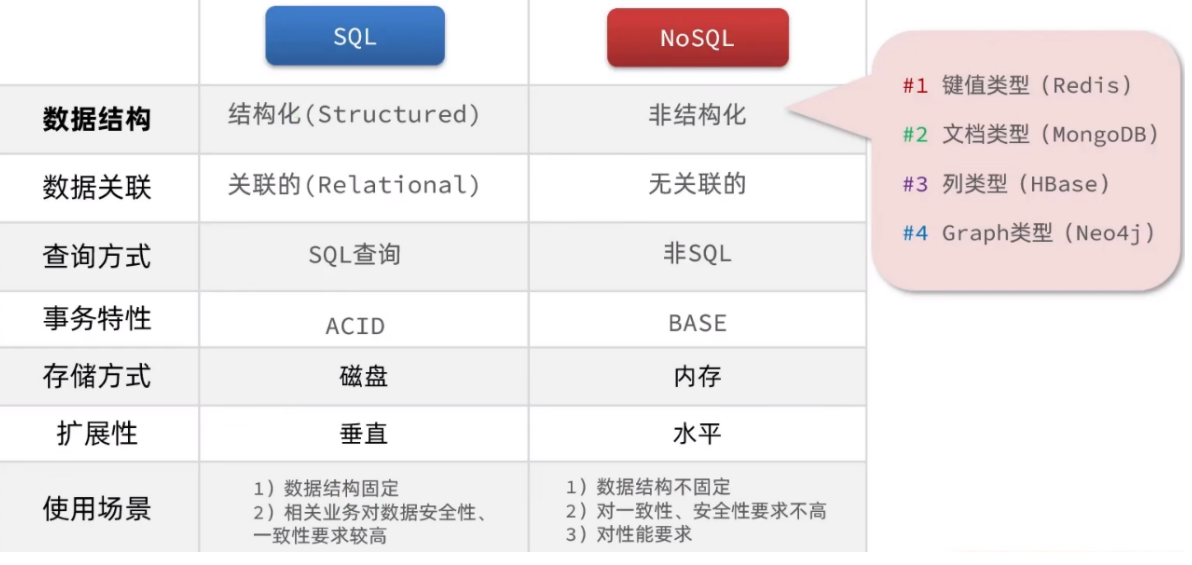 SQL
NoSQL
数据结构
结构化(Structured)
非结构化
#1 键值类型（Redis)
#2 文档类型（MongoDB)
#3 列类型（HBase)
#4 Graph类型（Neo4j)
数据关联
关联的(Relational)
无关联的
查询方式
SQL查询
非SQL
事务特性
ACID
BASE
存储方式
磁盘
内存
扩展性
垂直
水平
使用场景
1）数据结构固定
2）相关业务对数据安全性、
一致性要求较高
1）数据结构不固定
2）对一致性、安全性要求不高
3）对性能要求